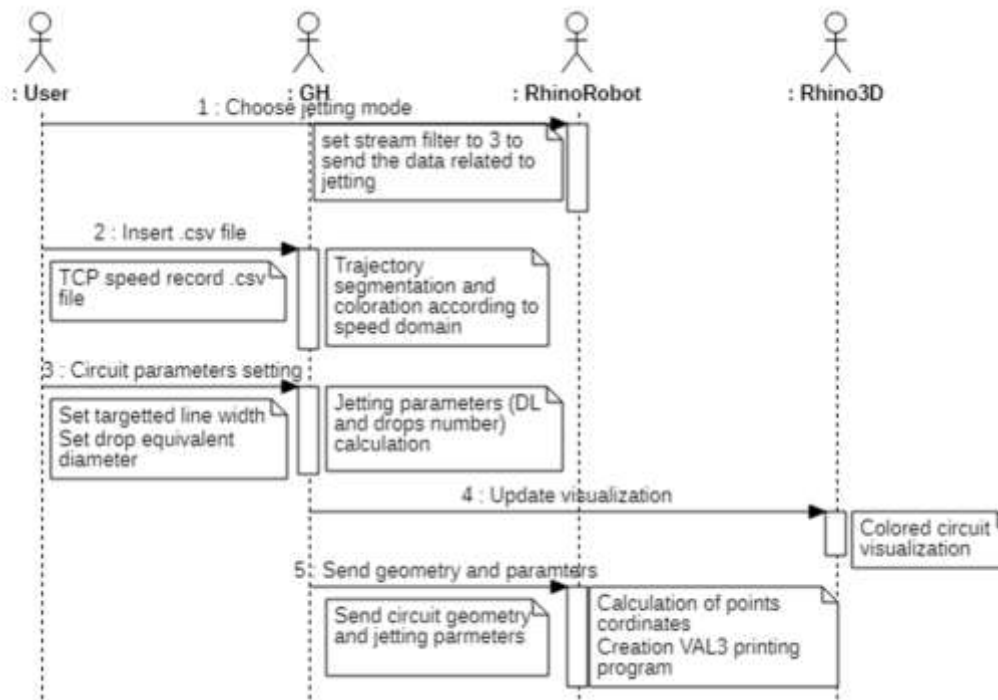 : User
: GH
: RhinoRobot
: Rhino3D
1 : Choose jetting mode
set stream filter to 3 to
send the data related to
jetting
2 : Insert .csv file
TCP speed record .csv
file
Trajectory
segmentation and
coloration according to
speed domain
3 : Circuit parameters setting
Set targetted line width
Set drop equivalent
diameter
Jetting parameters (DL
and drops number)
calculation
4 : Update visualization
Colored circuit
visualization
5 : Send geometry and paramters
Send circuit geometry
and jetting parmeters
Calculation of points
cordinates
Creation VAL3 printing
program